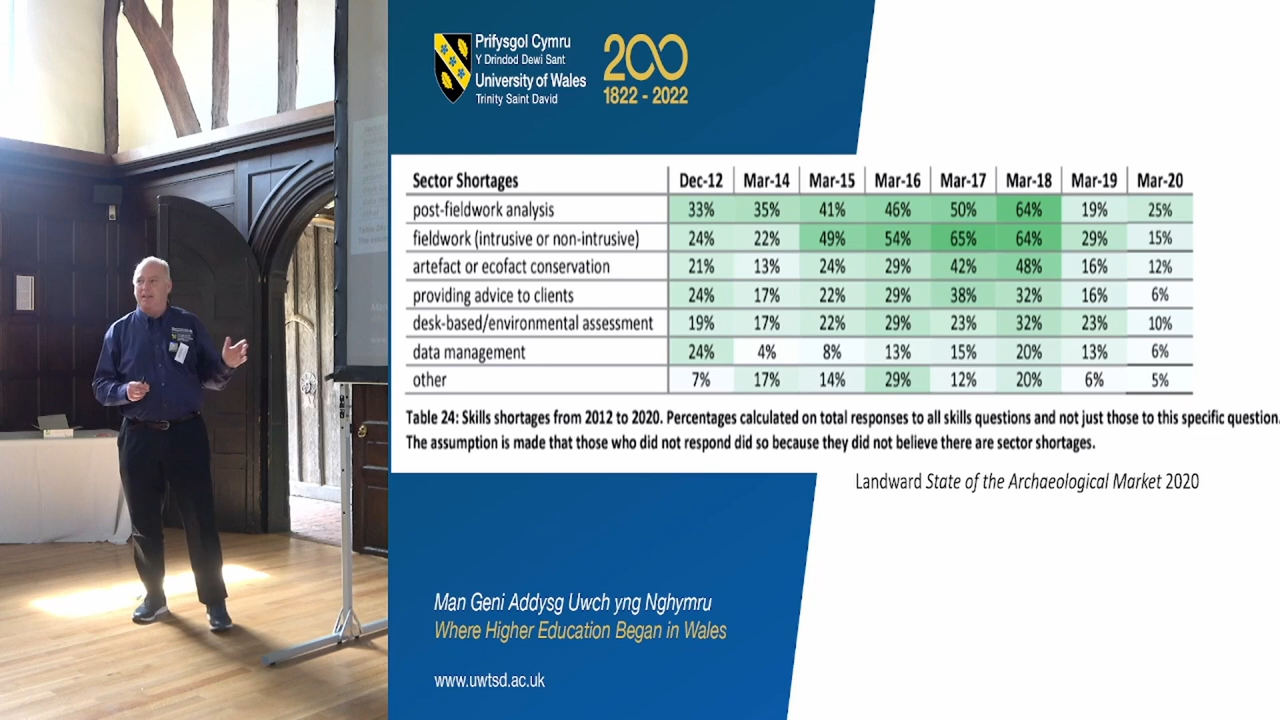 Prifysgol Cymru
Y Drindod Dewi Sant
University of Wales
Trinity Saint David
200
1822 - 2022
Sector Shortages Dec-12 Mar-14 Mar-15 Mar-16 Mar-17 Mar-18 Mar-19 Mar-20
post-fieldwork analysis 33% 35% 41% 46% 50% 64% 19% 25%
fieldwork (intrusive or non-intrusive) 24% 22% 49% 54% 65% 64% 29% 15%
artefact or ecofact conservation 21% 13% 24% 29% 42% 48% 16% 12%
providing advice to clients 24% 17% 22% 29% 38% 32% 16% 6%
desk-based/environmental assessment 19% 17% 22% 29% 23% 32% 23% 10%
data management 24% 4% 8% 13% 15% 20% 13% 6%
other 7% 17% 14% 29% 12% 20% 6% 5%
Table 24: Skills shortages from 2012 to 2020. Percentages calculated on total responses to all skills questions and not just those to this specific question.
The assumption is made that those who did not respond did so because they did not believe there are sector shortages.
Landward State of the Archaeological Market 2020
Man Geni Addysg Uwch yng Nghymru
Where Higher Education Began in Wales
www.uwtsd.ac.uk